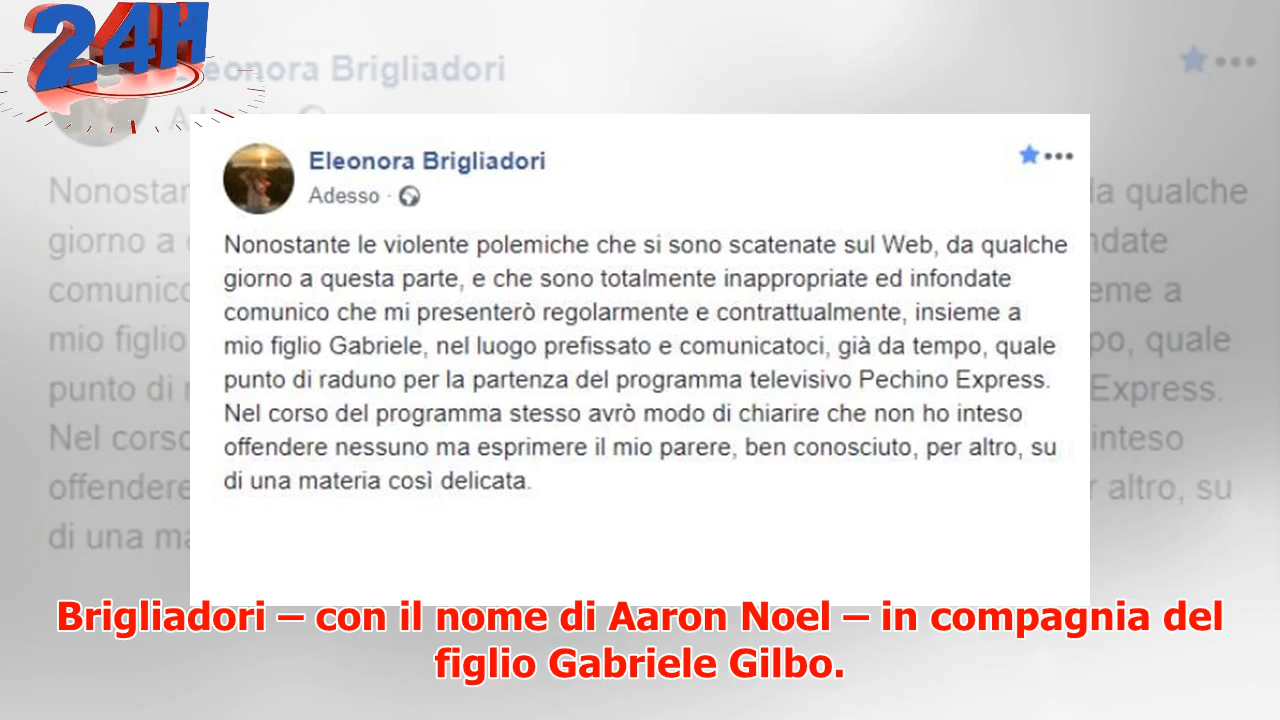 24H
Eleonora Brigliadori
Adesso ·
Nonostante le violente polemiche che si sono scatenate sul Web, da qualche
giorno a questa parte, e che sono totalmente inappropriate ed infondate
comunico che mi presenterò regolarmente e contrattualmente, insieme a
mio figlio Gabriele, nel luogo prefissato e comunicatoci, già da tempo, quale
punto di raduno per la partenza del programma televisivo Pechino Express.
Nel corso del programma stesso avrò modo di chiarire che non ho inteso
offendere nessuno ma esprimere il mio parere, ben conosciuto, per altro, su
di una materia così delicata.
Brigliadori – con il nome di Aaron Noel – in compagnia del
figlio Gabriele Gilbo.